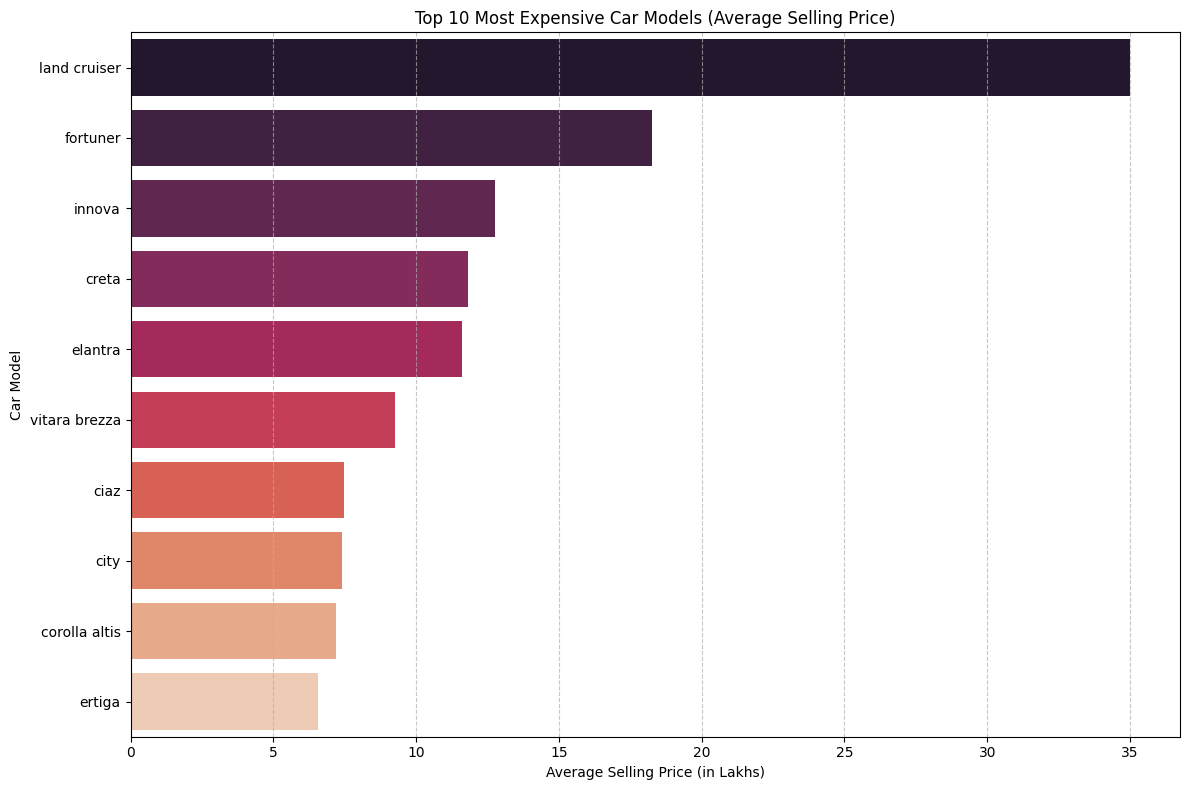 Top 10 Most Expensive Car Models (Average Selling Price)
Car Model
land cruiser
fortuner
innova
creta
elantra
vitara brezza
ciaz
city
corolla altis
ertiga
0 5 10 15 20 25 30 35
Average Selling Price (in Lakhs)